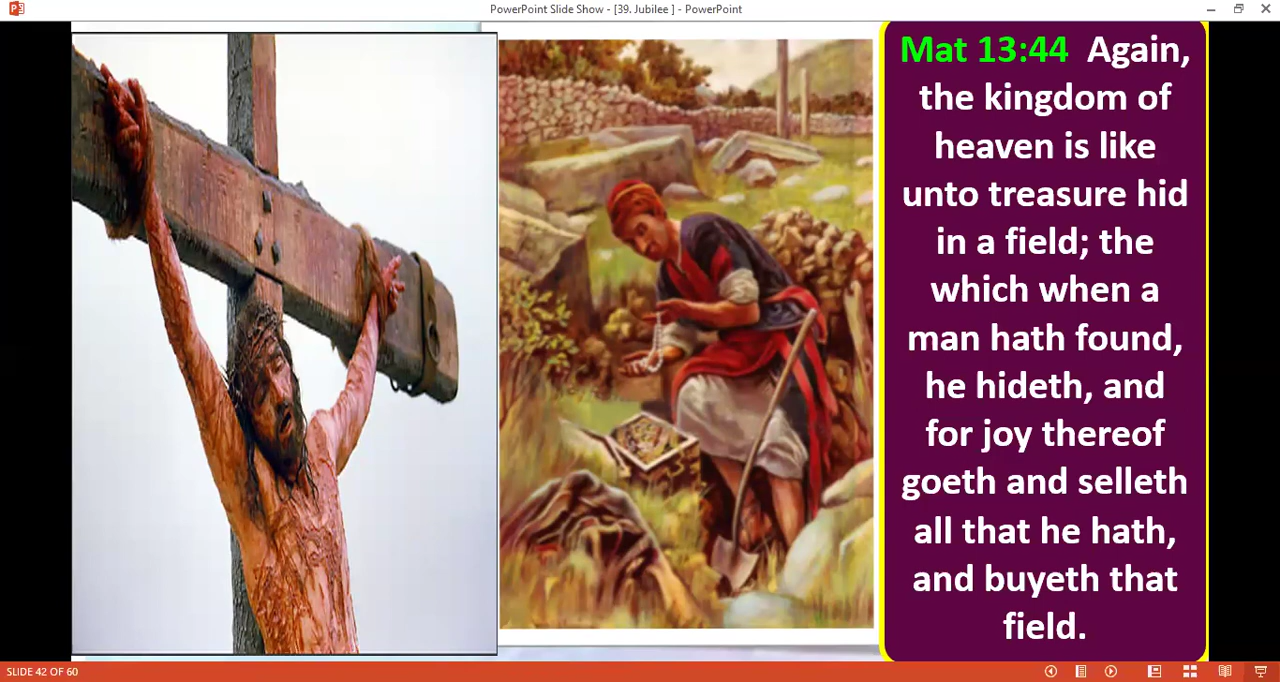 PowerPoint Slide Show - [39. Jubilee ] - PowerPoint
Mat 13:44 Again,
the kingdom of
heaven is like
unto treasure hid
in a field; the
which when a
man hath found,
he hideth, and
for joy thereof
goeth and selleth
all that he hath,
and buyeth that
field.
SLIDE 42 OF 60